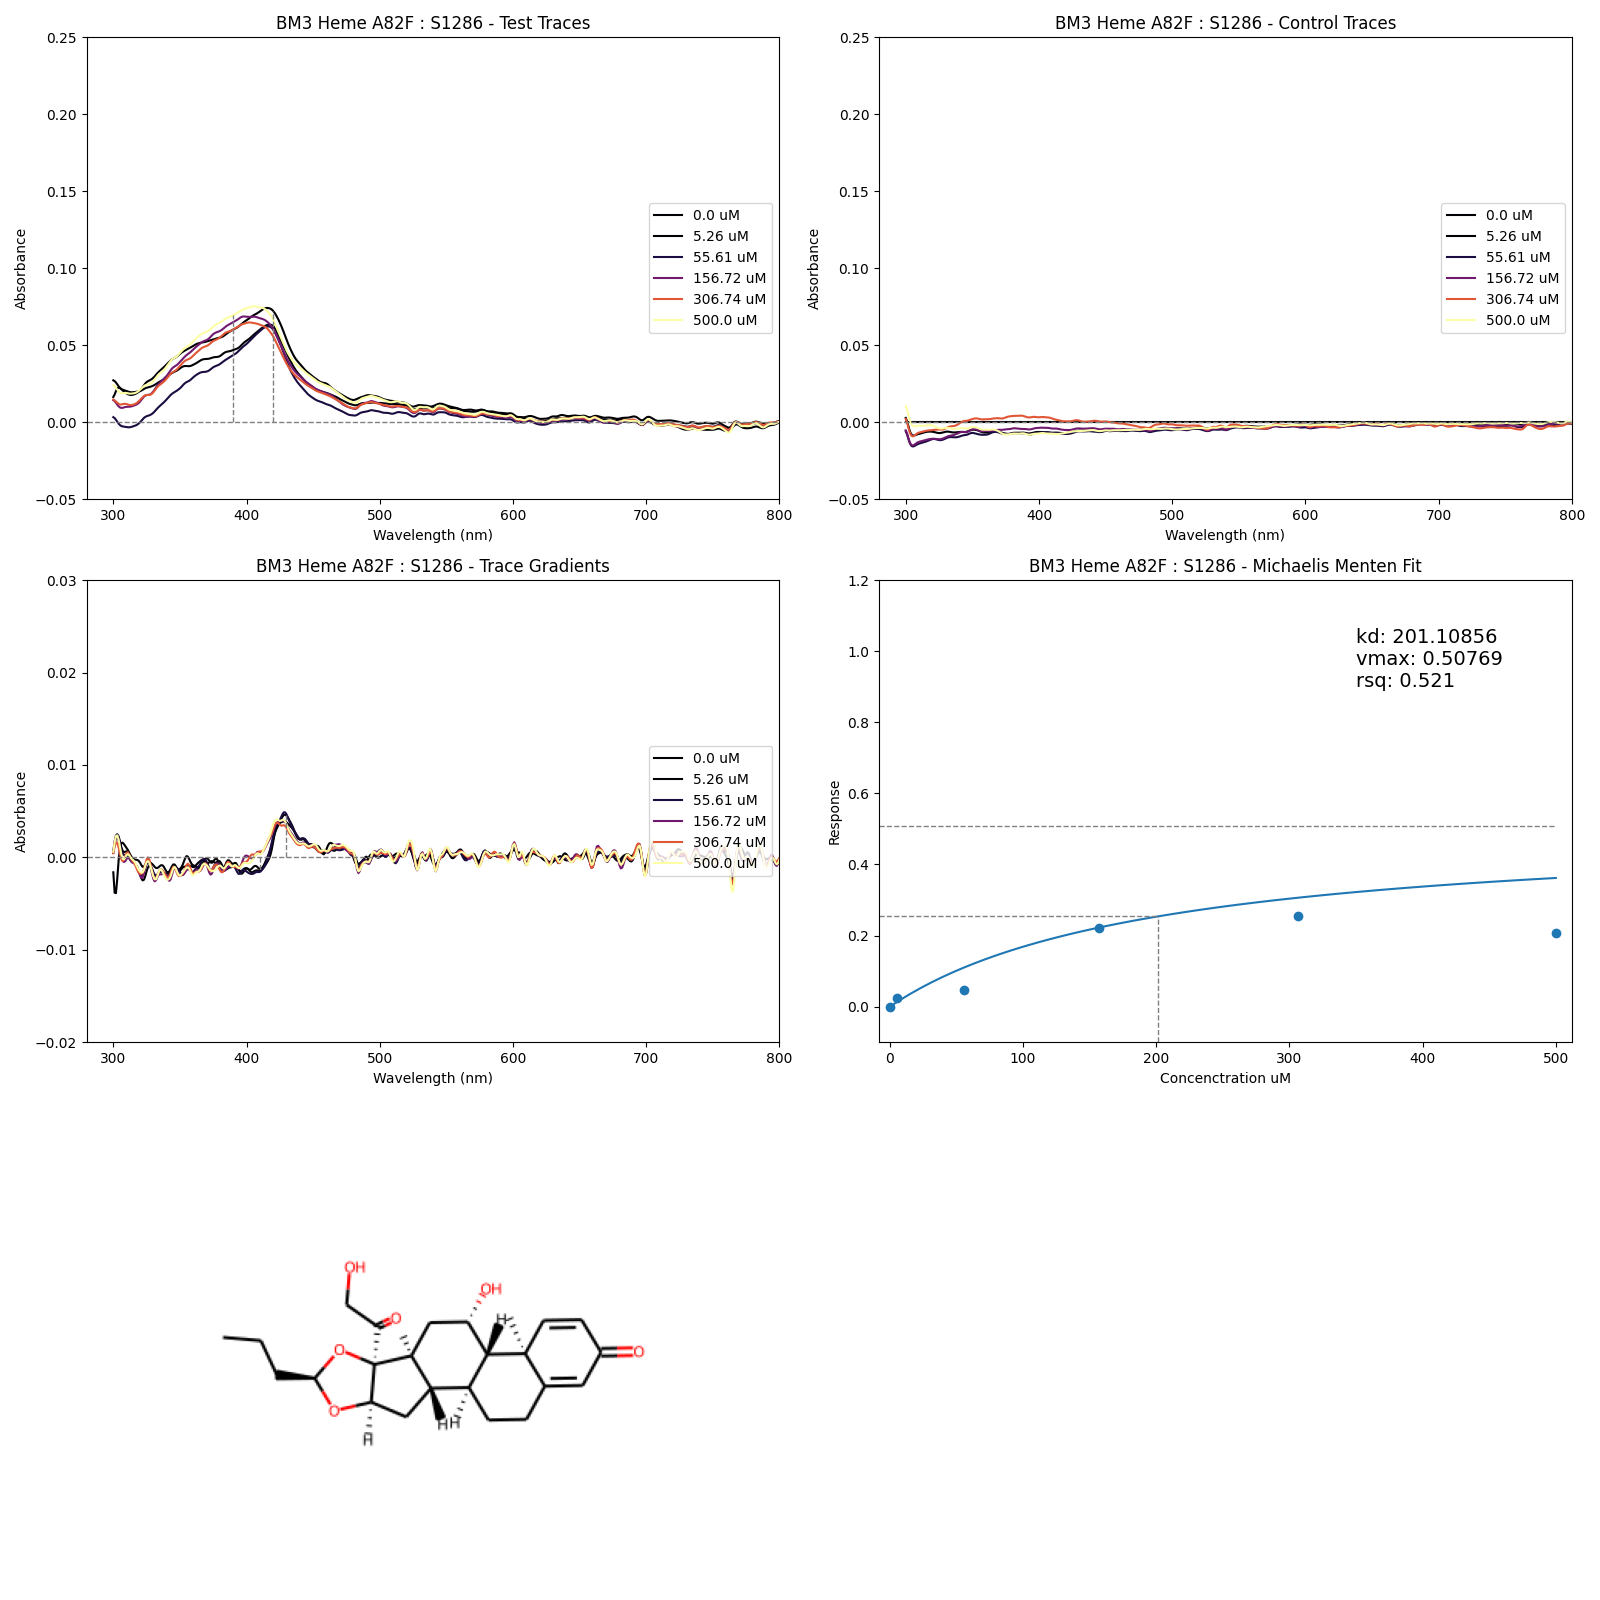 BM3 Heme A82F : S1286 - Test Traces
0.25
0.20
0.15
0.10
0.05
0.00
−0.05
Absorbance
300 400 500 600 700 800
Wavelength (nm)
0.0 uM
5.26 uM
55.61 uM
156.72 uM
306.74 uM
500.0 uM
BM3 Heme A82F : S1286 - Control Traces
0.25
0.20
0.15
0.10
0.05
0.00
−0.05
Absorbance
300 400 500 600 700 800
Wavelength (nm)
0.0 uM
5.26 uM
55.61 uM
156.72 uM
306.74 uM
500.0 uM
BM3 Heme A82F : S1286 - Trace Gradients
0.03
0.02
0.01
0.00
−0.01
−0.02
Absorbance
300 400 500 600 700 800
Wavelength (nm)
0.0 uM
5.26 uM
55.61 uM
156.72 uM
306.74 uM
500.0 uM
BM3 Heme A82F : S1286 - Michaelis Menten Fit
1.2
1.0
0.8
0.6
0.4
0.2
0.0
Response
0 100 200 300 400 500
Concenctration uM
kd: 201.10856
vmax: 0.50769
rsq: 0.521
OH
OH
O
H
O
O
O
H
H
H